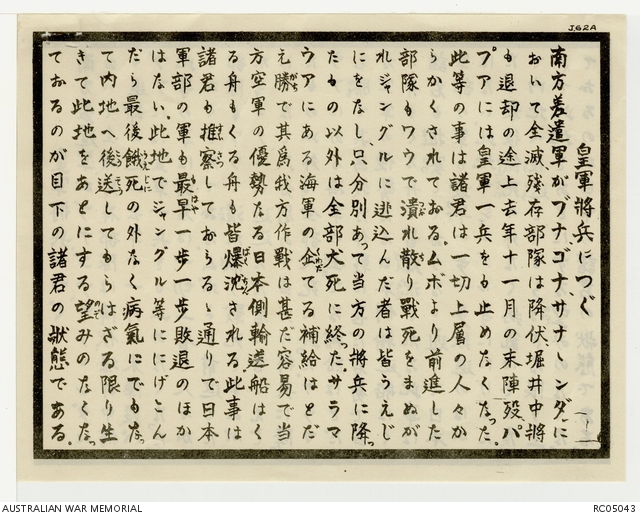 J62A
皇軍將兵につぐ (一)
南方差遣軍がブナゴナ、サナヽンダに
おいて全滅、殘存部隊は降伏堀井中將
も退却の途上去年十一月の末陣歿、パ
プアには皇軍一兵をも止めなくなった。
此等の事は諸君は一切上層の人々か
らかくされておる。ムボより前進した
部隊もワウで潰れ散り戰死をまぬが
れジャングルに逃込んだ者は皆うえじ
にをなし、只分別あって当方の將兵に降っ
たもの以外は全部犬死に終った。サラマ
ウアにある海軍の企てる補給はとだ
え勝で其爲我方作戰は甚だ容易で当
方空軍の優勢なる日本側輸送船はく
る舟もくる舟も皆爆沈される。此事は
諸君も推察しておらるゝ通りで日本
軍部の軍も最早一歩一歩敗退のほか
はない。此地でジャングル等ににげこん
だら最後餓死の外なく病氣にでもなっ
て内地へ後送してもらはざる限り生
きて此地をあとにする望みのなくなっ
ておるのが目下の諸君の狀態である。
AUSTRALIAN WAR MEMORIAL
RC05043